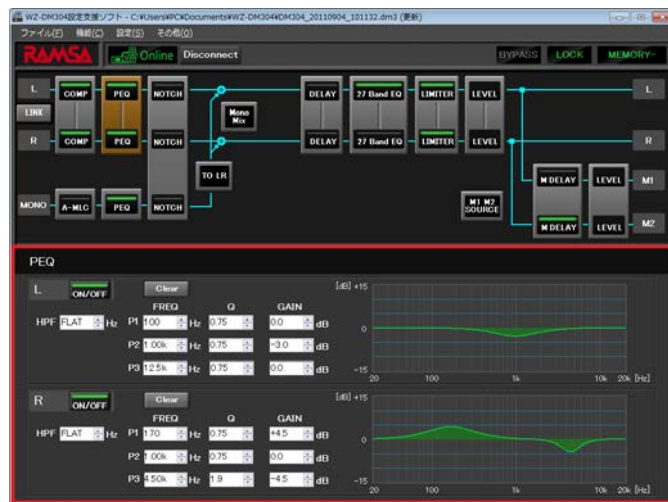 WZ-DM304設定支援ソフト - C:¥Users¥PC¥Documents¥WZ-DM304¥DM304_20110904_101132.dm3 (更新)
ファイル(F) 機能(C) 設定(S) その他(O)
RAMSA Online Disconnect BYPASS LOCK MEMORY-
L COMP PEQ NOTCH DELAY 27 Band EQ LIMITER LEVEL L
LINK Mono Mix
R COMP PEQ NOTCH DELAY 27 Band EQ LIMITER LEVEL R
TO LR
M DELAY LEVEL M1
MONO A-MLC PEQ NOTCH M1 M2 SOURCE
M DELAY LEVEL M2
PEQ
L ON/OFF Clear [dB] +15
FREQ Q GAIN
HPF FLAT Hz P1 100 Hz 0.75 0.0 dB 0
P2 1.00k Hz 0.75 -3.0 dB
P3 12.5k Hz 0.75 0.0 dB -15
20 100 1k 10k 20k [Hz]
R ON/OFF Clear [dB] +15
FREQ Q GAIN
HPF FLAT Hz P1 170 Hz 0.75 +4.5 dB 0
P2 1.00k Hz 0.75 0.0 dB
P3 4.50k Hz 1.9 -4.5 dB -15
20 100 1k 10k 20k [Hz]